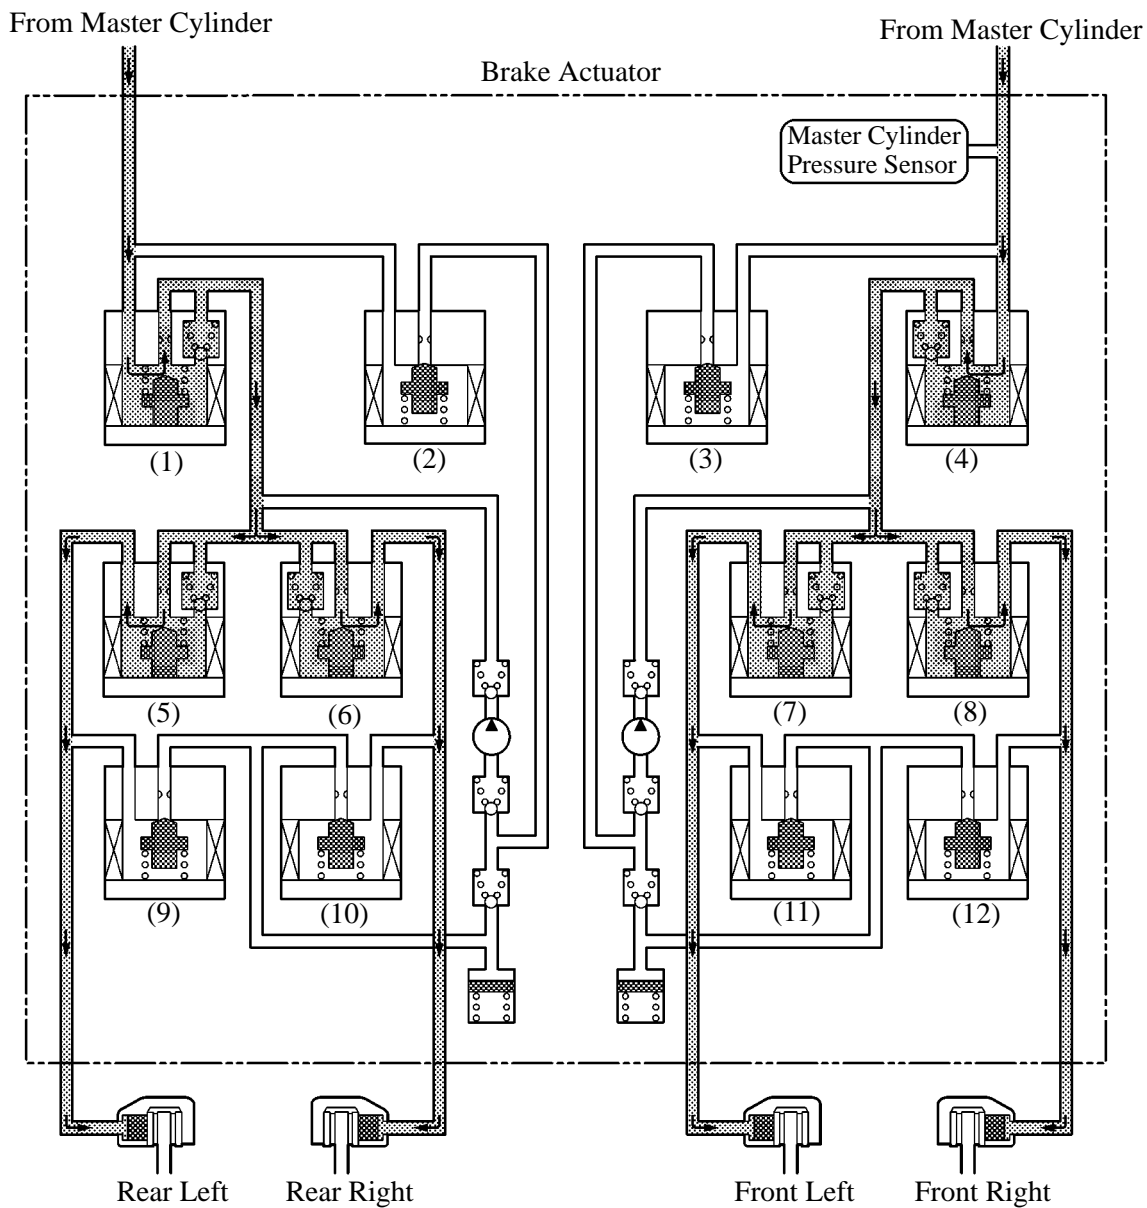 From Master Cylinder
From Master Cylinder
Brake Actuator
Master Cylinder
Pressure Sensor
(1)
(2)
(3)
(4)
(5)
(6)
(7)
(8)
(9)
(10)
(11)
(12)
Rear Left
Rear Right
Front Left
Front Right